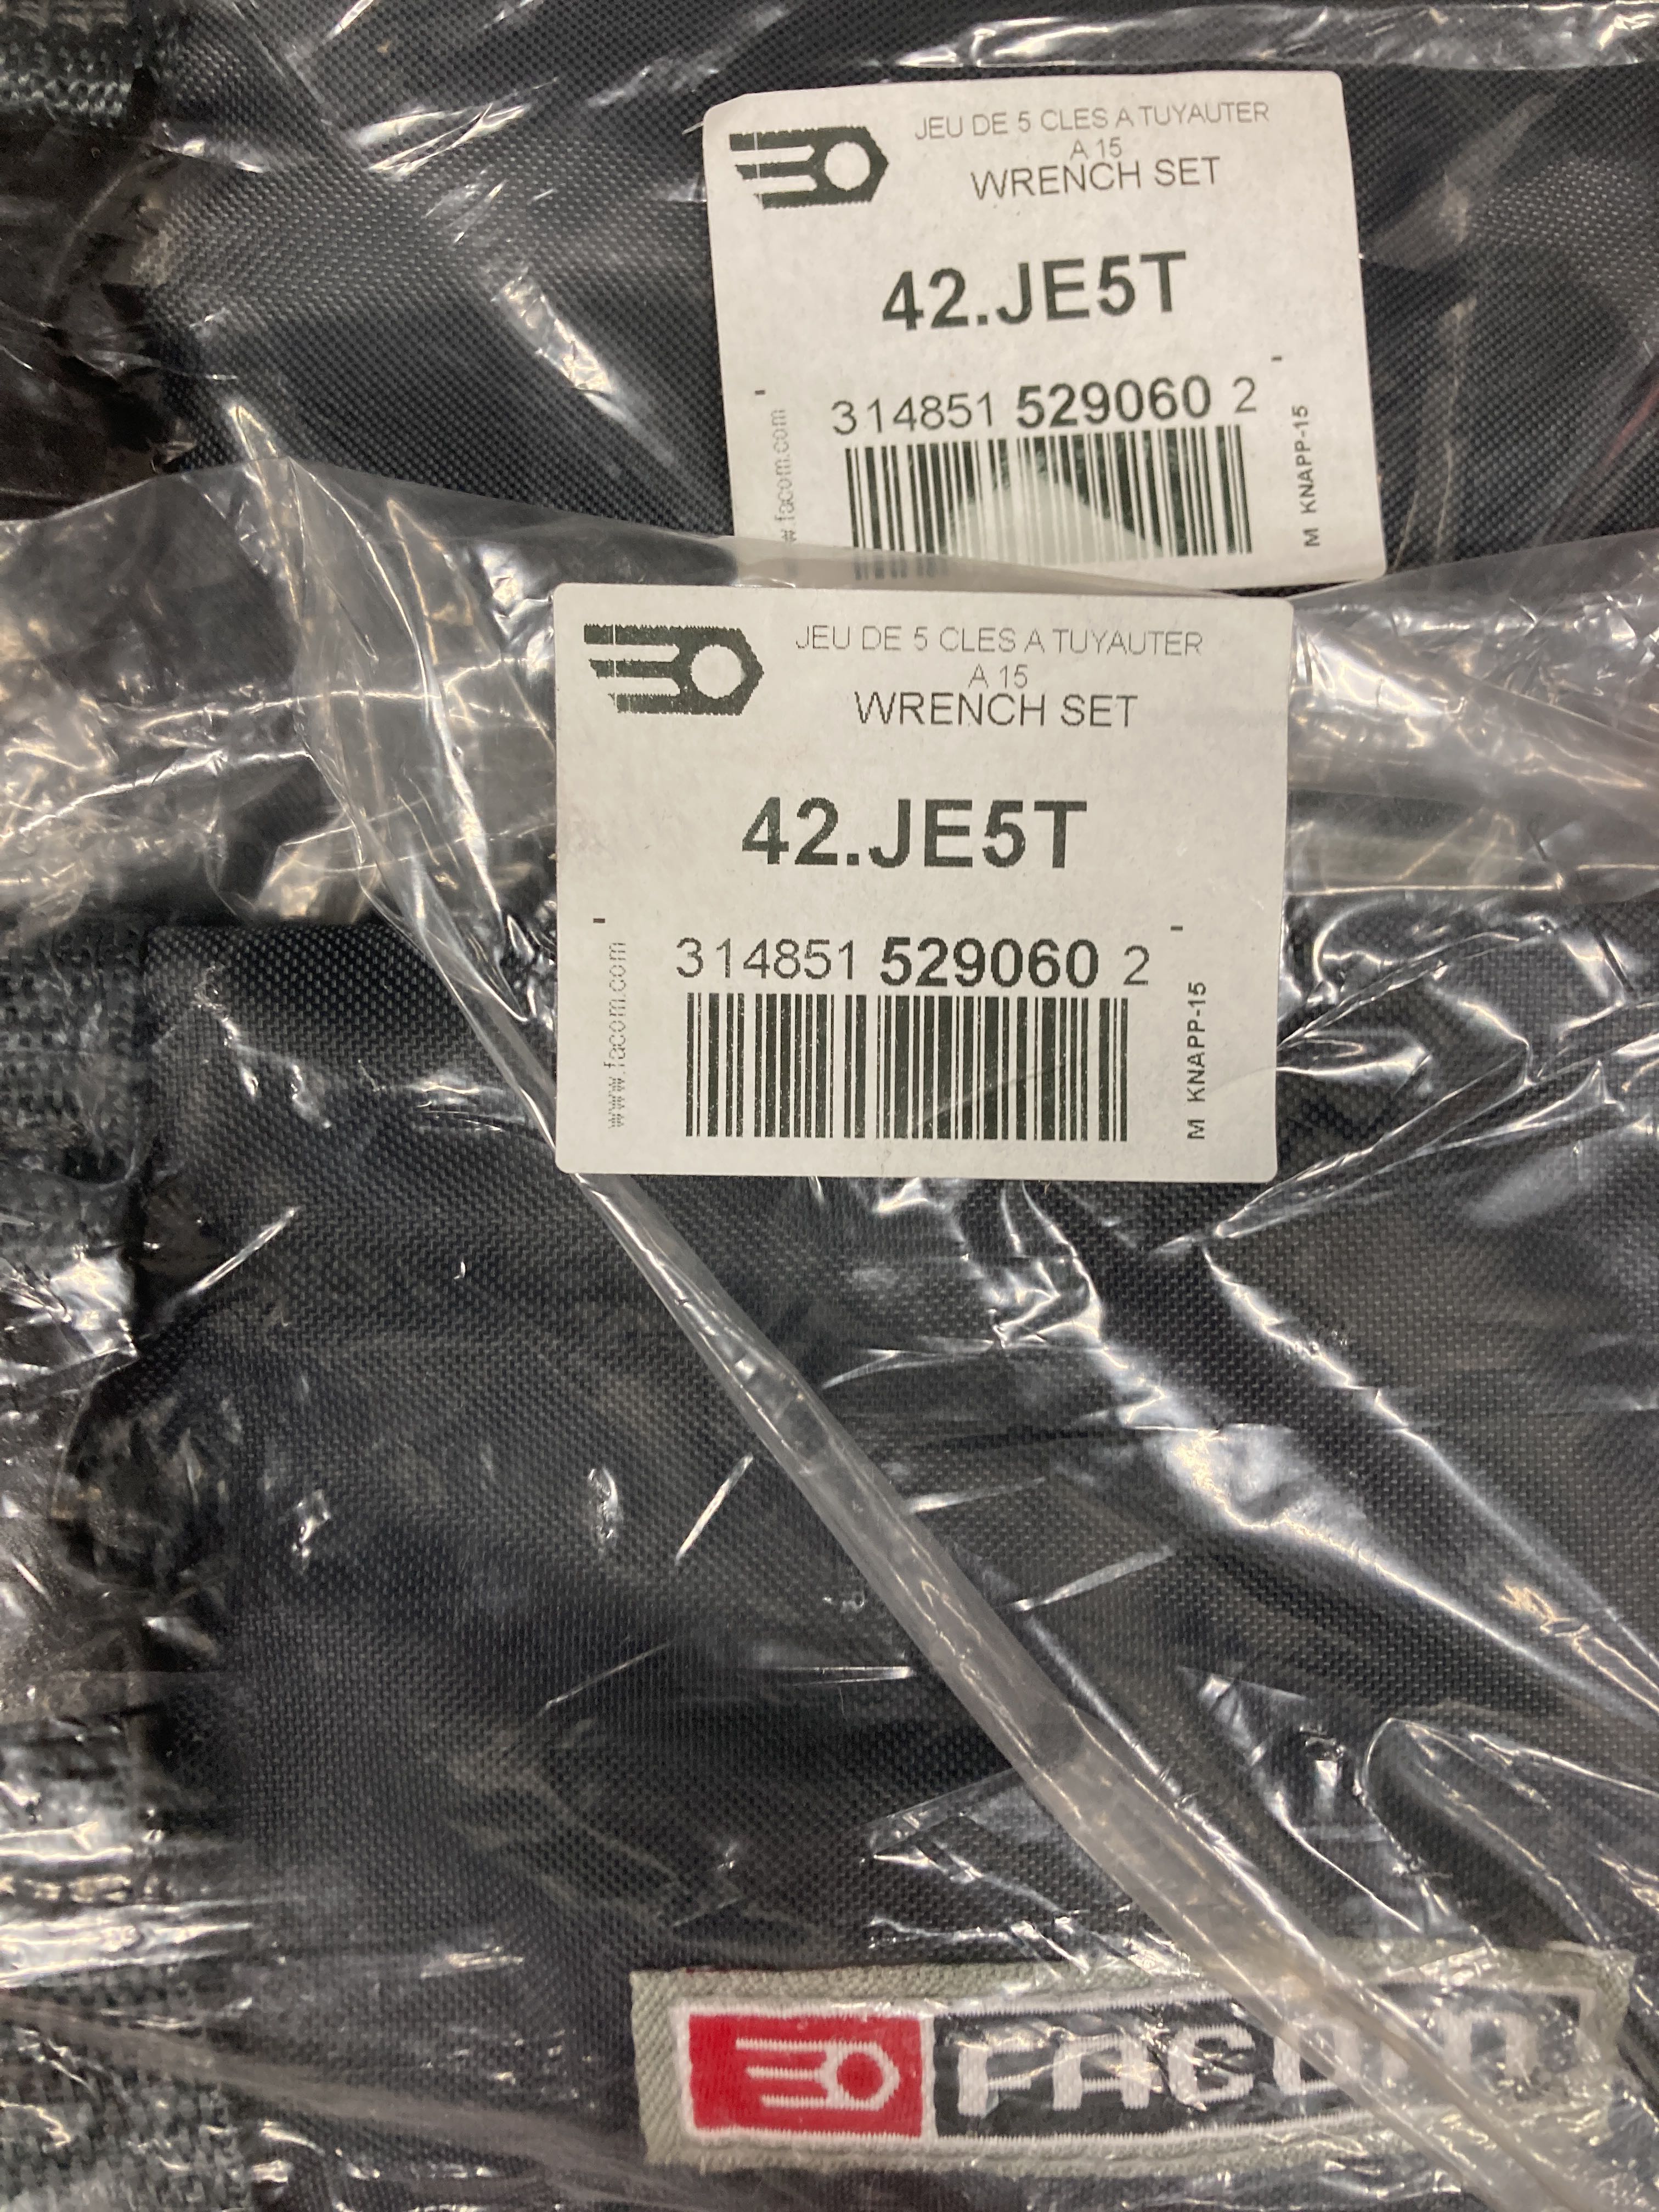 JEU DE 5 CLES A TUYAUTER
A 15
WRENCH SET
42.JE5T
314851 529060 2
w.facom.com
M KNAPP-15
JEU DE 5 CLES A TUYAUTER
A 15
WRENCH SET
42.JE5T
314851 529060 2
www.facom.com
M KNAPP-15
FACOM